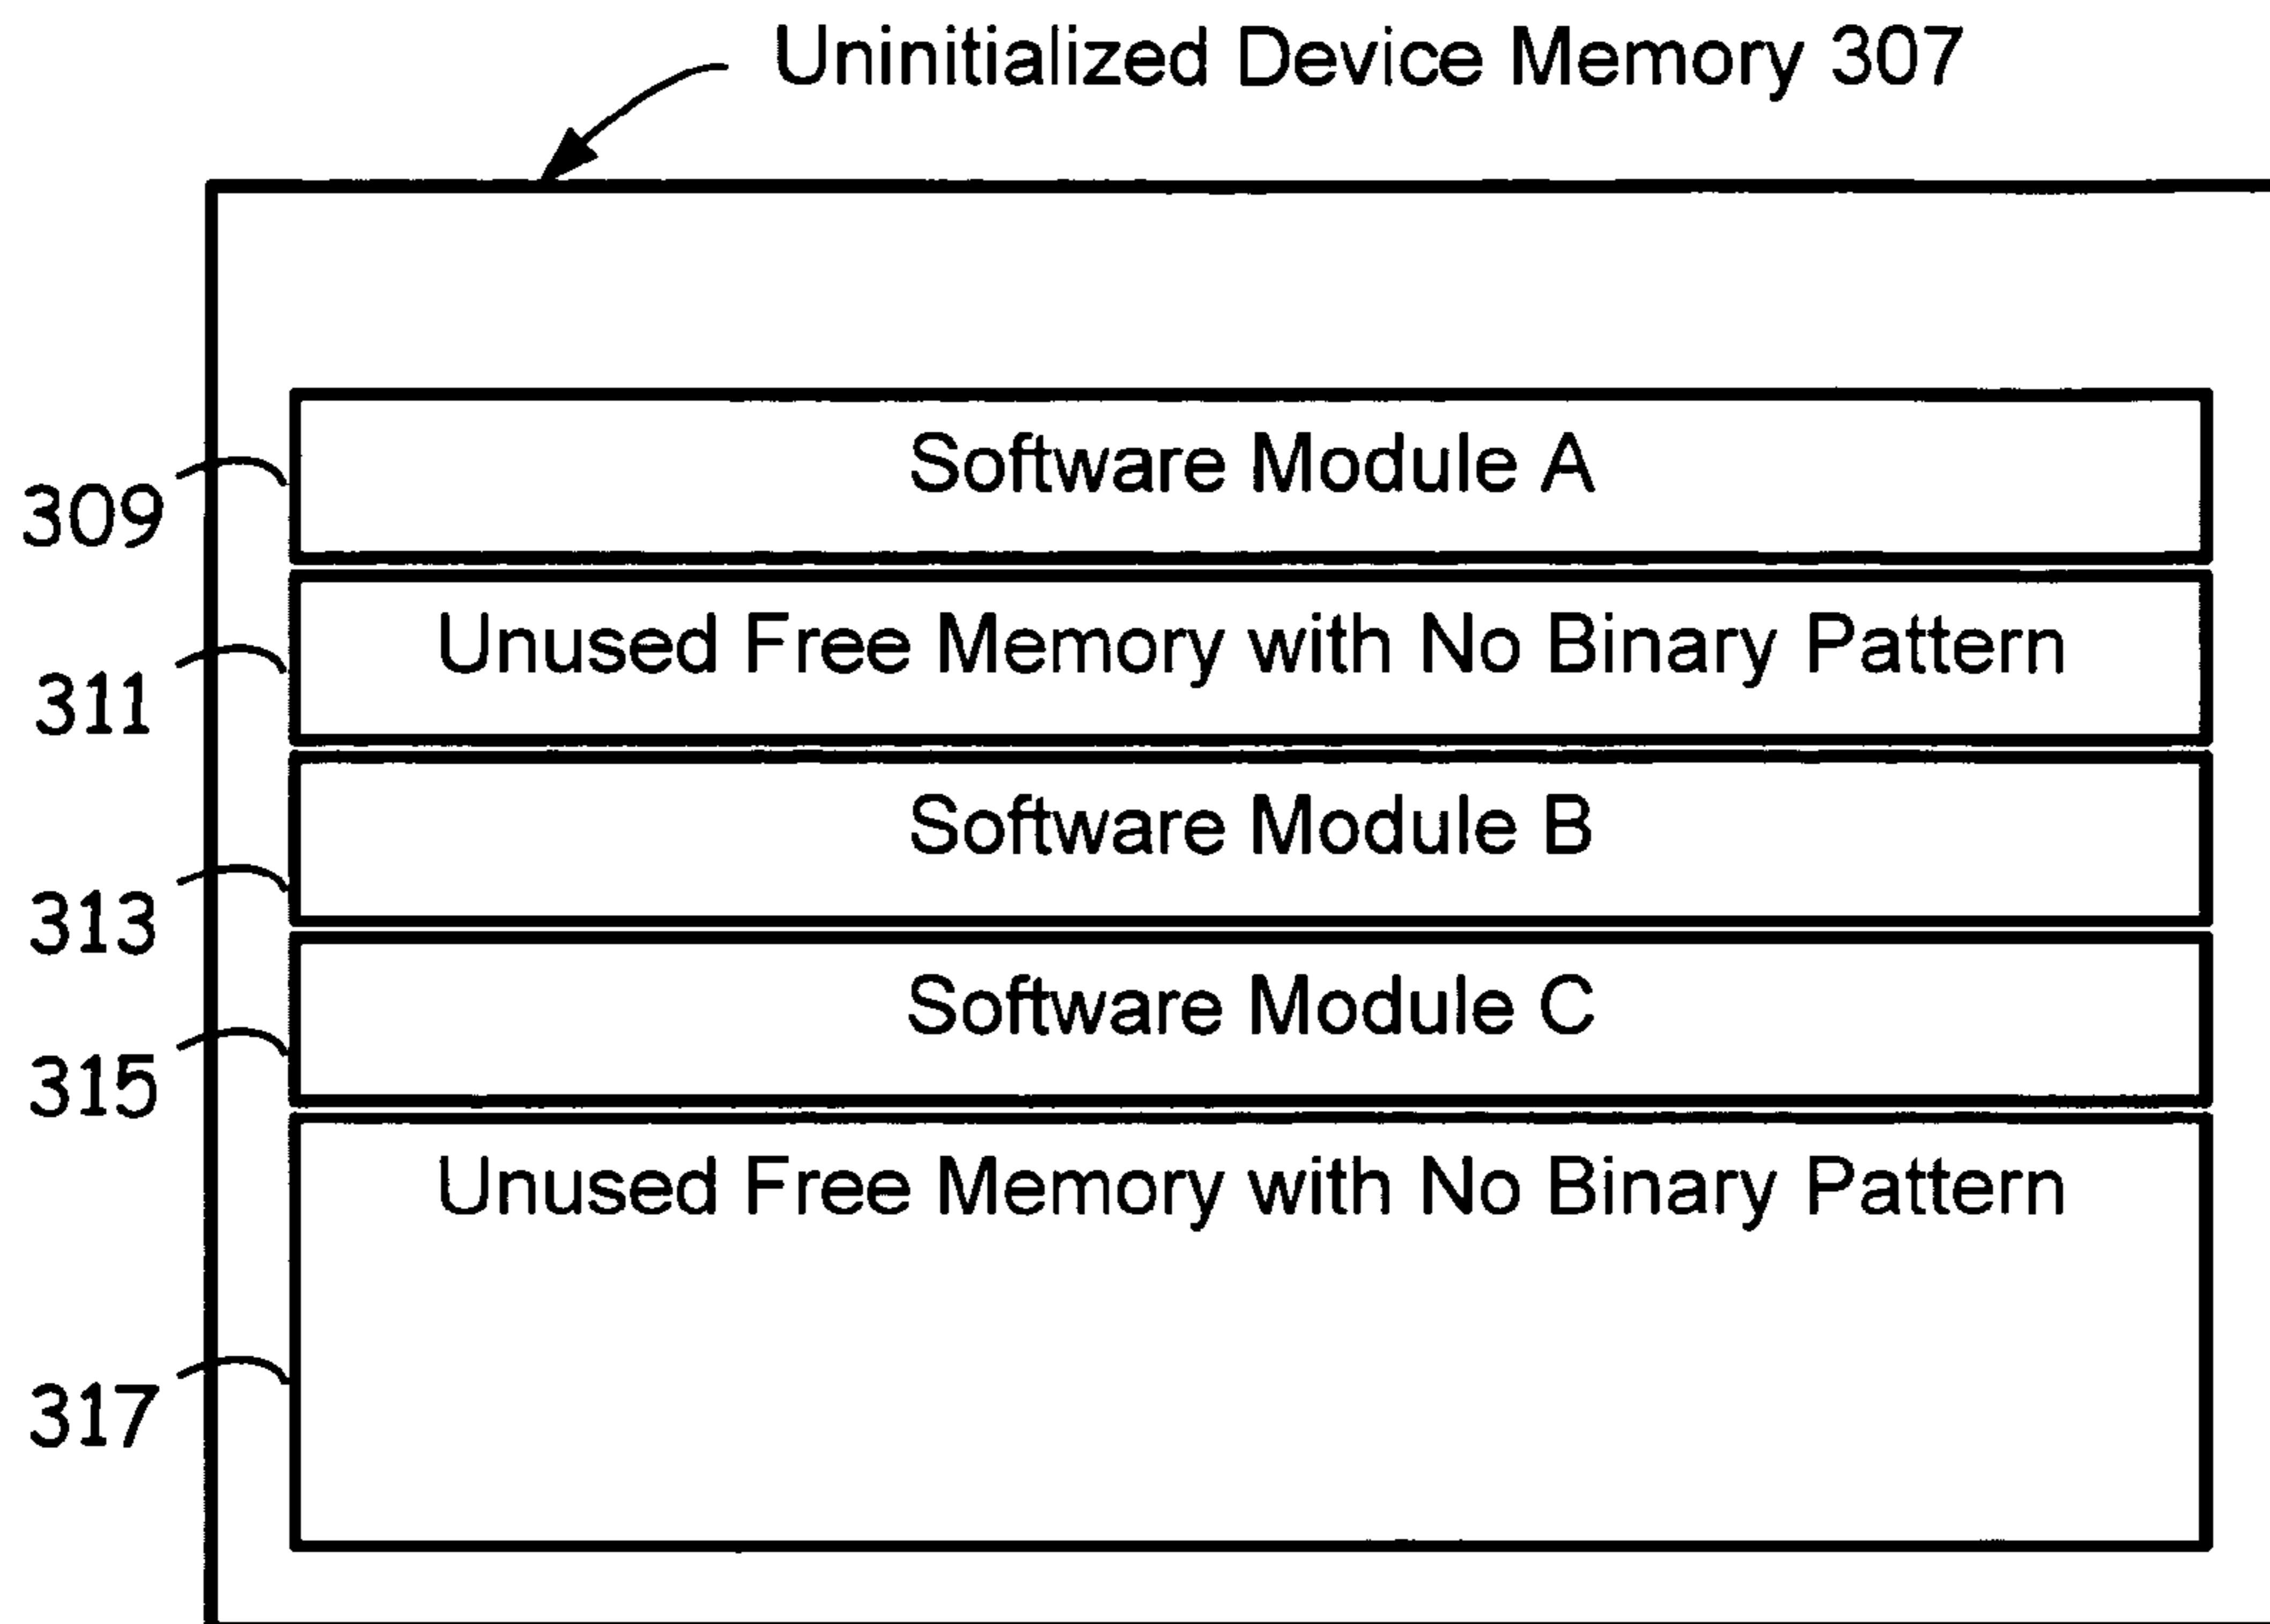 Uninitialized Device Memory 307
Software Module A
309
Unused Free Memory with No Binary Pattern
311
Software Module B
313
Software Module C
315
Unused Free Memory with No Binary Pattern
317